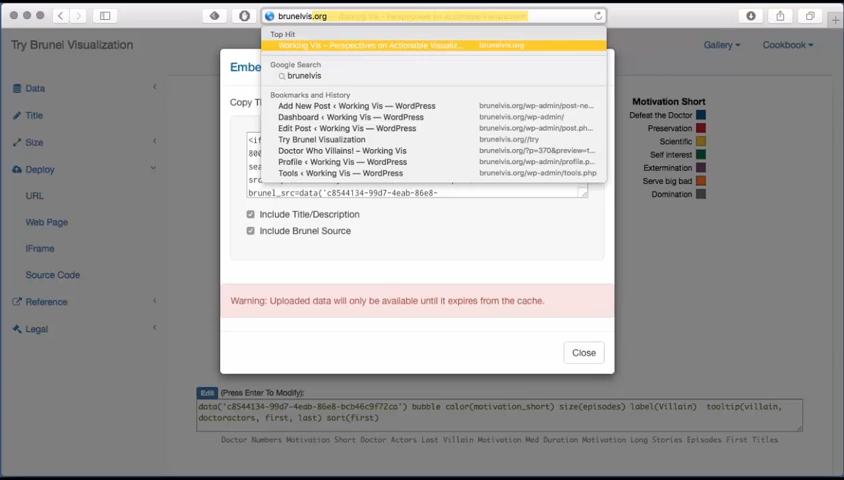 brunelvis.org
Try Brunel Visualization
Gallery
Cookbook
Top Hit
Working Vis – Perspectives on Actionable Visualiz... brunelvis.org
Google Search
brunelvis
Bookmarks and History
Add New Post ‹ Working Vis — WordPress brunelvis.org/wp-admin/post-ne...
Dashboard ‹ Working Vis — WordPress brunelvis.org/wp-admin/
Edit Post ‹ Working Vis — WordPress brunelvis.org/wp-admin/post.ph...
Try Brunel Visualization brunelvis.org//try
Doctor Who Villains! – Working Vis brunelvis.org/?p=370&preview=t...
Profile ‹ Working Vis — WordPress brunelvis.org/wp-admin/profile.p...
Tools ‹ Working Vis — WordPress brunelvis.org/wp-admin/tools.php
Data
Title
Size
Deploy
URL
Web Page
IFrame
Source Code
Reference
Legal
Embe
Copy T
<if
800
sea
src
brunel_src=data('c8544134-99d7-4eab-86e8-
Include Title/Description
Include Brunel Source
Warning: Uploaded data will only be available until it expires from the cache.
Close
Motivation Short
Defeat the Doctor
Preservation
Scientific
Self interest
Extermination
Serve big bad
Domination
Edit (Press Enter To Modify):
data('c8544134-99d7-4eab-86e8-bcb46c9f72ca') bubble color(motivation_short) size(episodes) label(Villain) tooltip(villain,
doctoractors, first, last) sort(first)
Doctor Numbers Motivation Short Doctor Actors Last Villain Motivation Med Duration Motivation Long Stories Episodes First Titles